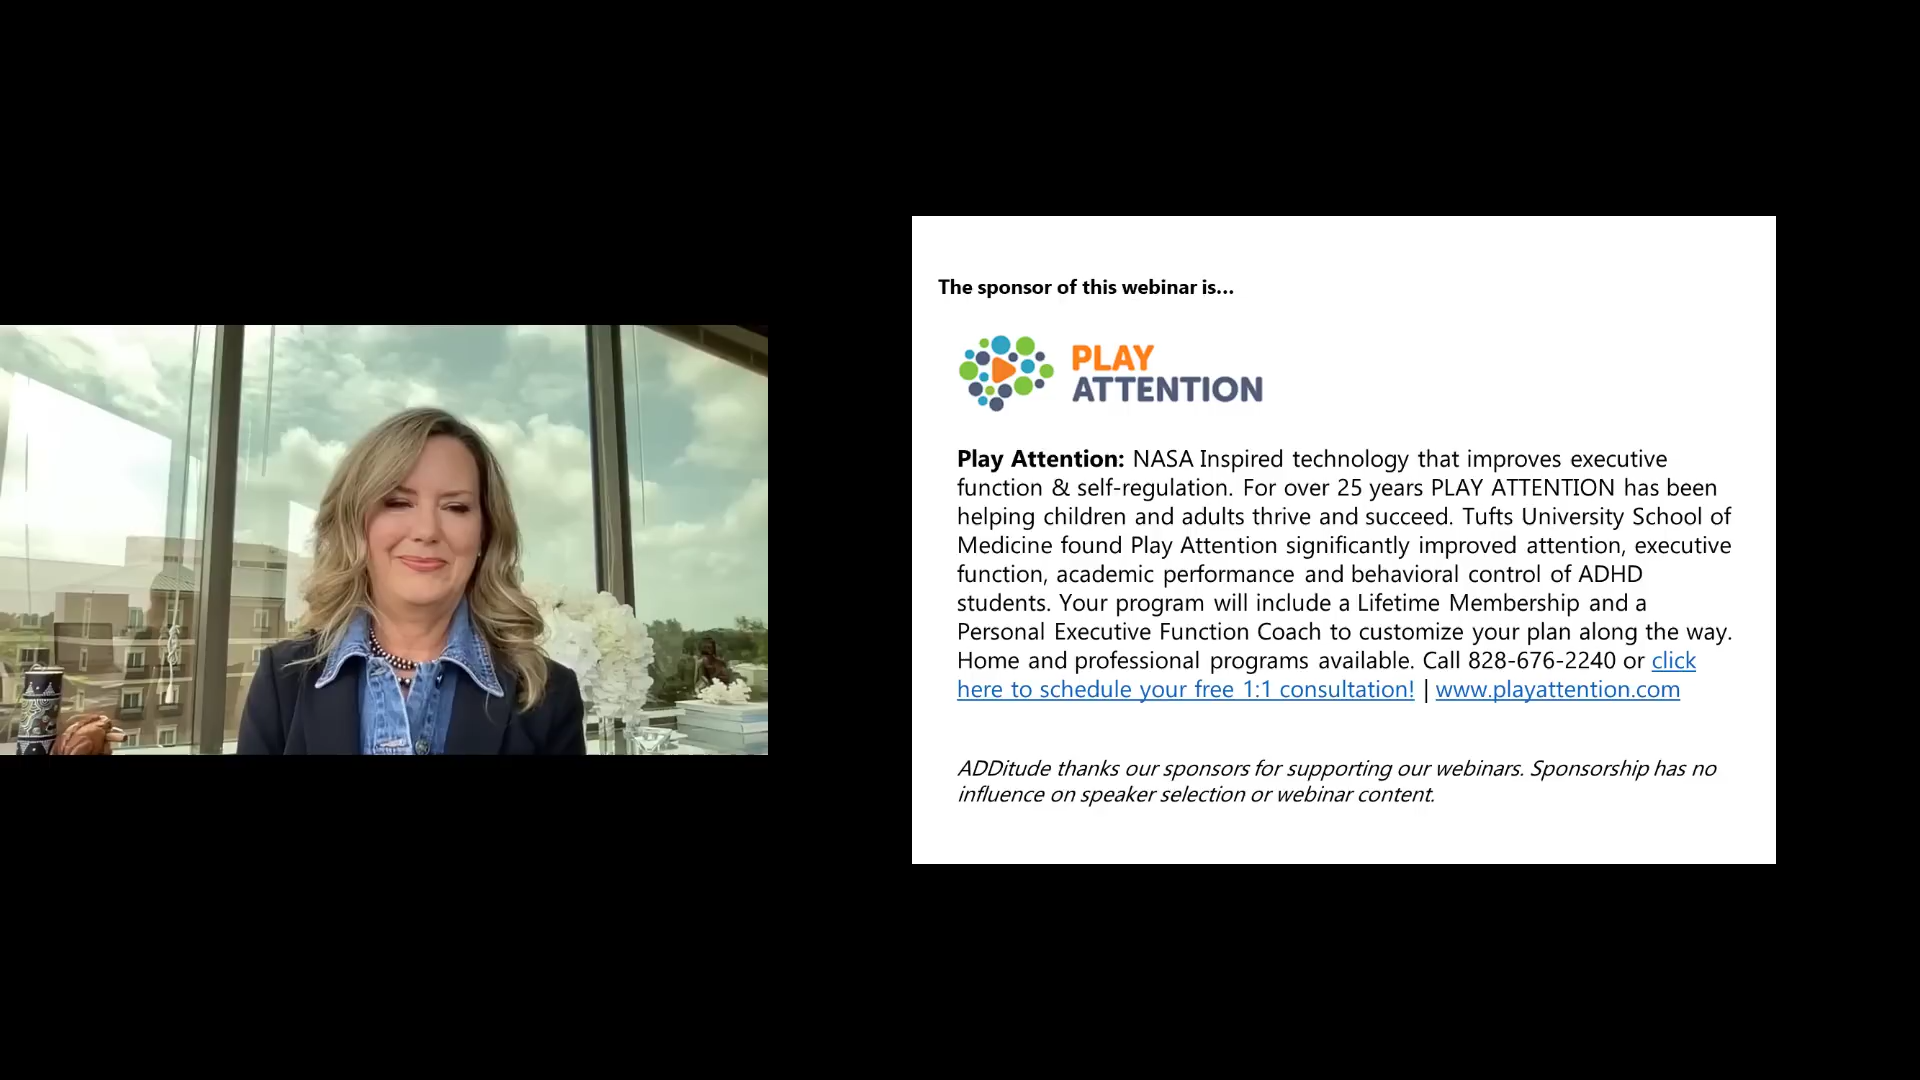 The sponsor of this webinar is...
PLAY
ATTENTION
Play Attention: NASA Inspired technology that improves executive
function & self-regulation. For over 25 years PLAY ATTENTION has been
helping children and adults thrive and succeed. Tufts University School of
Medicine found Play Attention significantly improved attention, executive
function, academic performance and behavioral control of ADHD
students. Your program will include a Lifetime Membership and a
Personal Executive Function Coach to customize your plan along the way.
Home and professional programs available. Call 828-676-2240 or click
here to schedule your free 1:1 consultation! | www.playattention.com
ADDitude thanks our sponsors for supporting our webinars. Sponsorship has no
influence on speaker selection or webinar content.